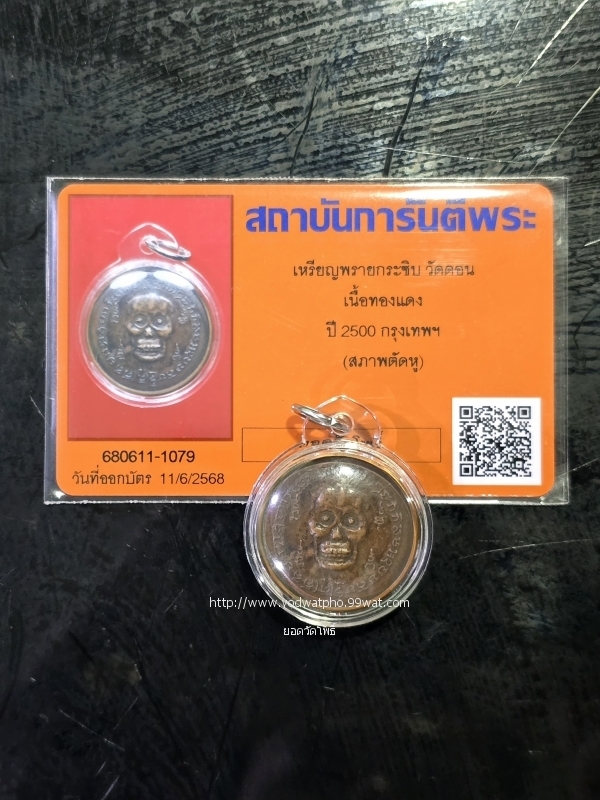 สถาบันการันตีพระ
เหรียญพรายกระซิบ วัดดอน
เนื้อทองแดง
ปี 2500 กรุงเทพฯ
(สภาพตัดหู)
680611-1079
วันที่ออกบัตร 11/6/2568
http://www.yodwatpho.99wat.com
ยอดวัดโพธิ์